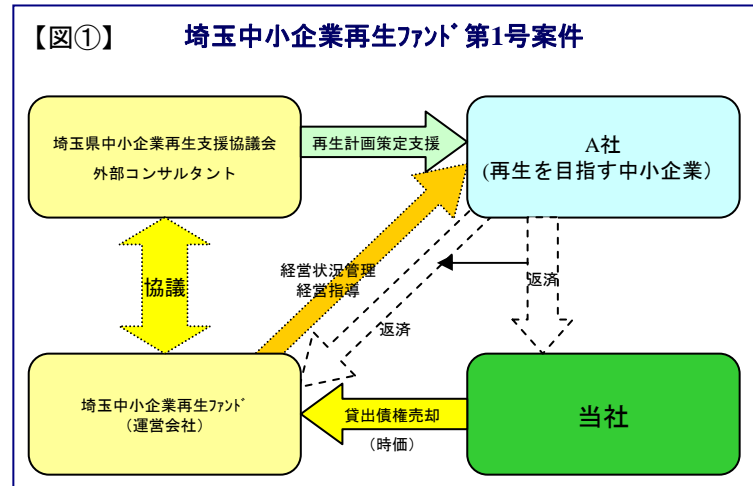 【図①】 埼玉中小企業再生ﾌｧﾝﾄﾞ第1号案件
埼玉県中小企業再生支援協議会
外部コンサルタント
再生計画策定支援
A社
(再生を目指す中小企業）
協議
経営状況管理
経営指導
返済
返済
埼玉中小企業再生ﾌｧﾝﾄﾞ
（運営会社）
貸出債権売却
（時価）
当社